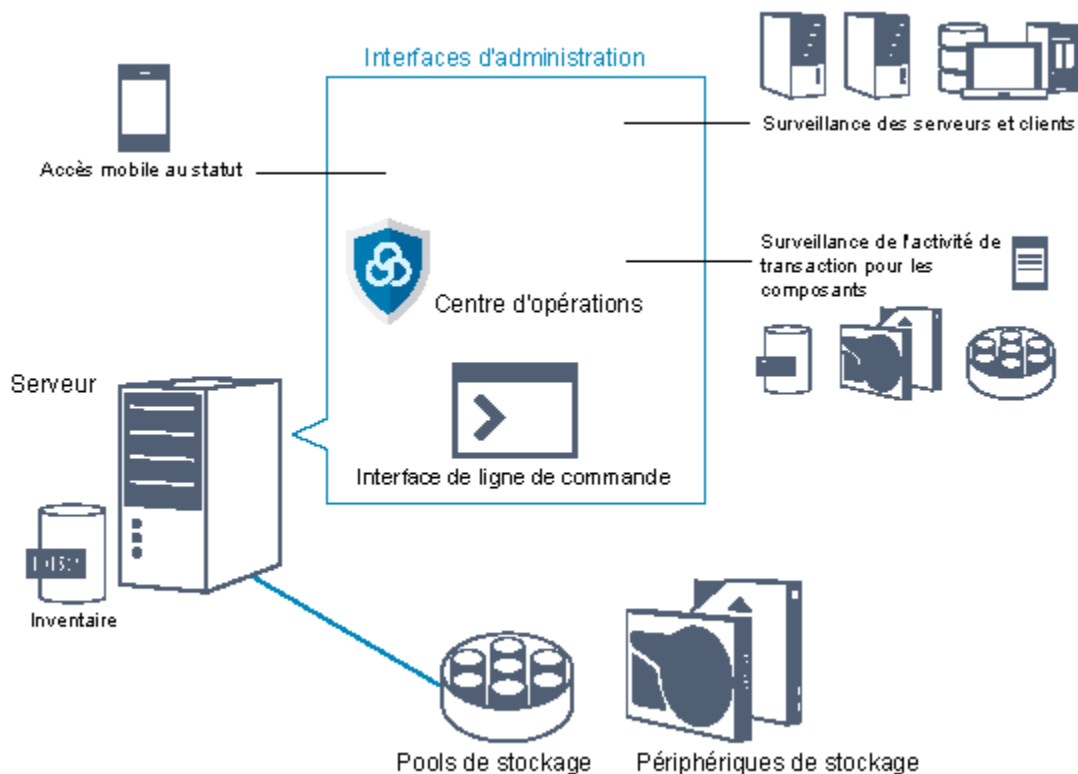 Interfaces d'administration
Accès mobile au statut
Surveillance des serveurs et clients
Surveillance de l'activité de
transaction pour les
composants
Centre d'opérations
Serveur
Interface de ligne de commande
Inventaire
Pools de stockage
Périphériques de stockage